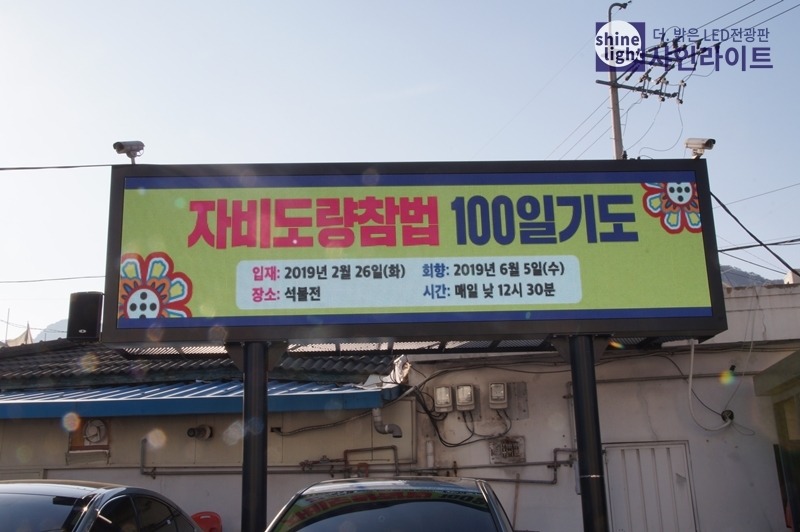 shine
light
더 밝은 LED전광판
샤인라이트
자비도량참법 100일기도
입재: 2019년 2월 26일(화) 회향: 2019년 6월 5일(수)
장소: 석불전 시간: 매일 낮 12시 30분